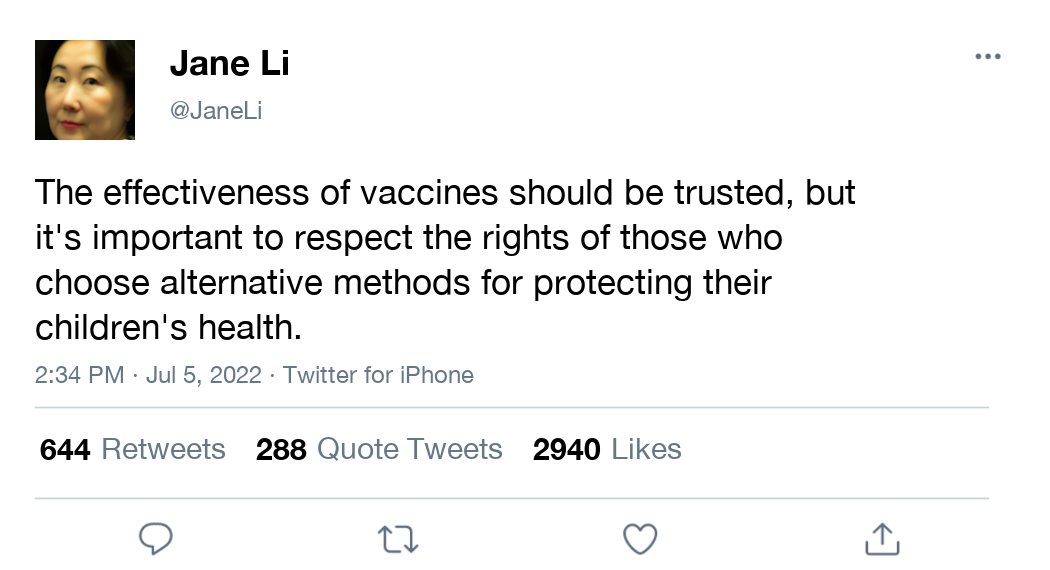 Jane Li
@JaneLi
The effectiveness of vaccines should be trusted, but
it's important to respect the rights of those who
choose alternative methods for protecting their
children's health.
2:34 PM · Jul 5, 2022 · Twitter for iPhone
644 Retweets 288 Quote Tweets 2940 Likes